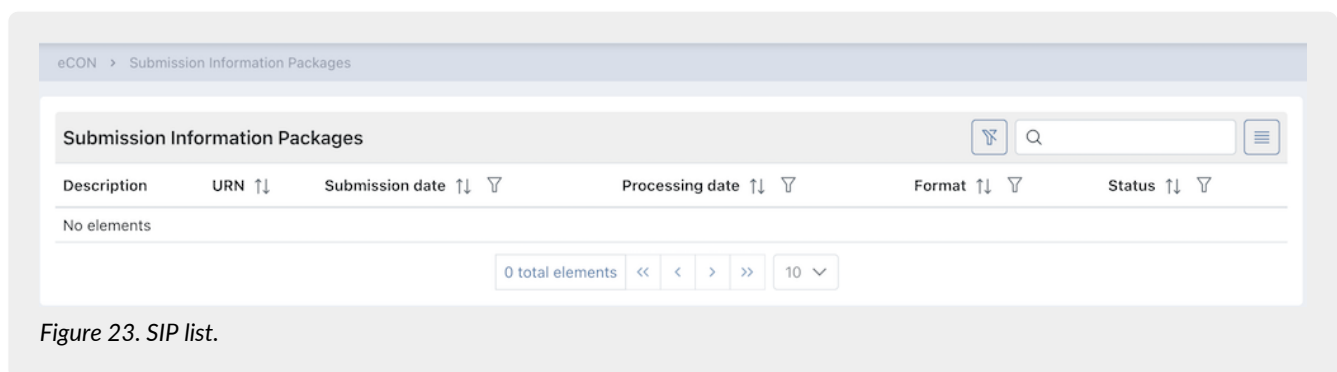 eCON > Submission Information Packages
Submission Information Packages
Description URN Submission date Processing date Format Status
No elements
0 total elements << < > >> 10
Figure 23. SIP list.